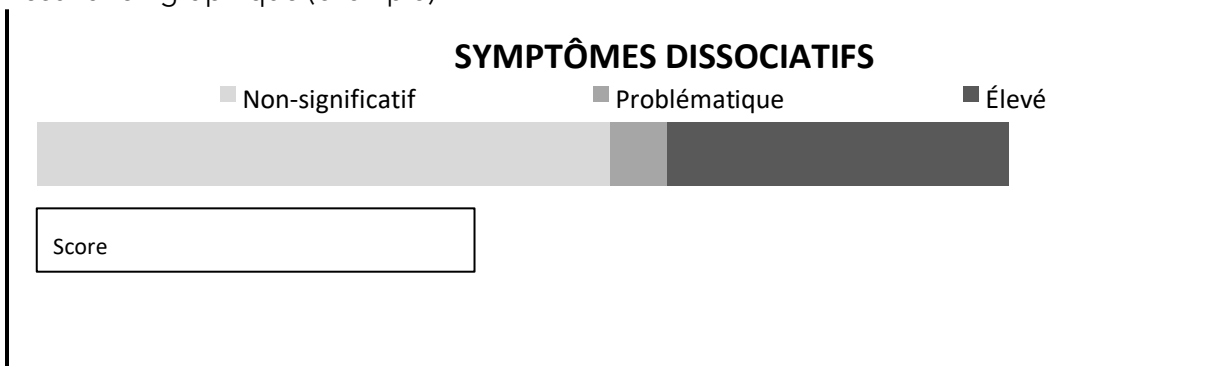 SYMPTÔMES DISSOCIATIFS
Non-significatif Problématique Élevé
Score